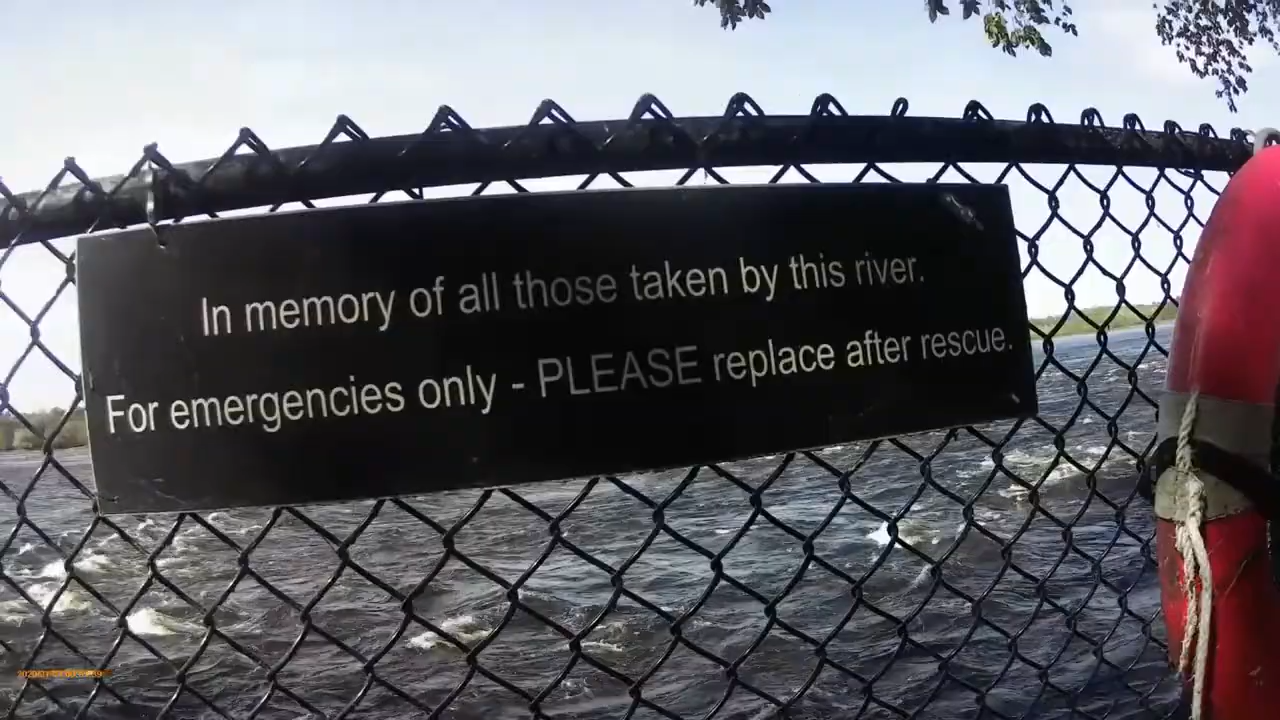 In memory of all those taken by this river.
For emergencies only - PLEASE replace after rescue.